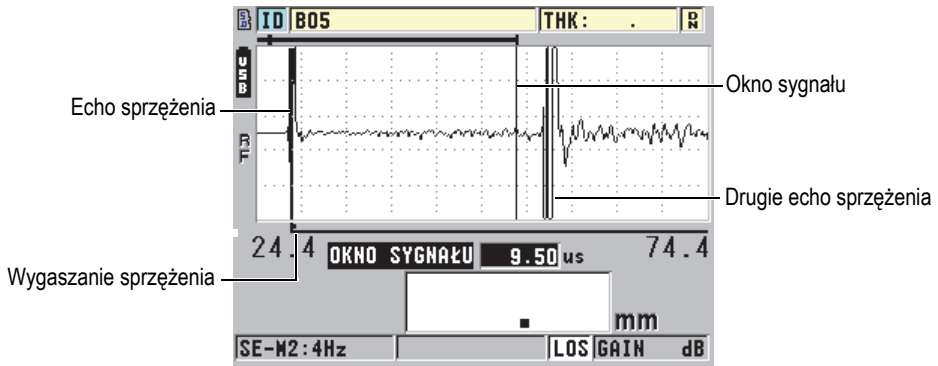 ID B05 THK: .
USB
Okno sygnału
Echo sprzężenia
RF
Drugie echo sprzężenia
24.4 OKNO SYGNAŁU 9.50 us 74.4
Wygaszanie sprzężenia
mm
SE-M2:4Hz LOS GAIN dB